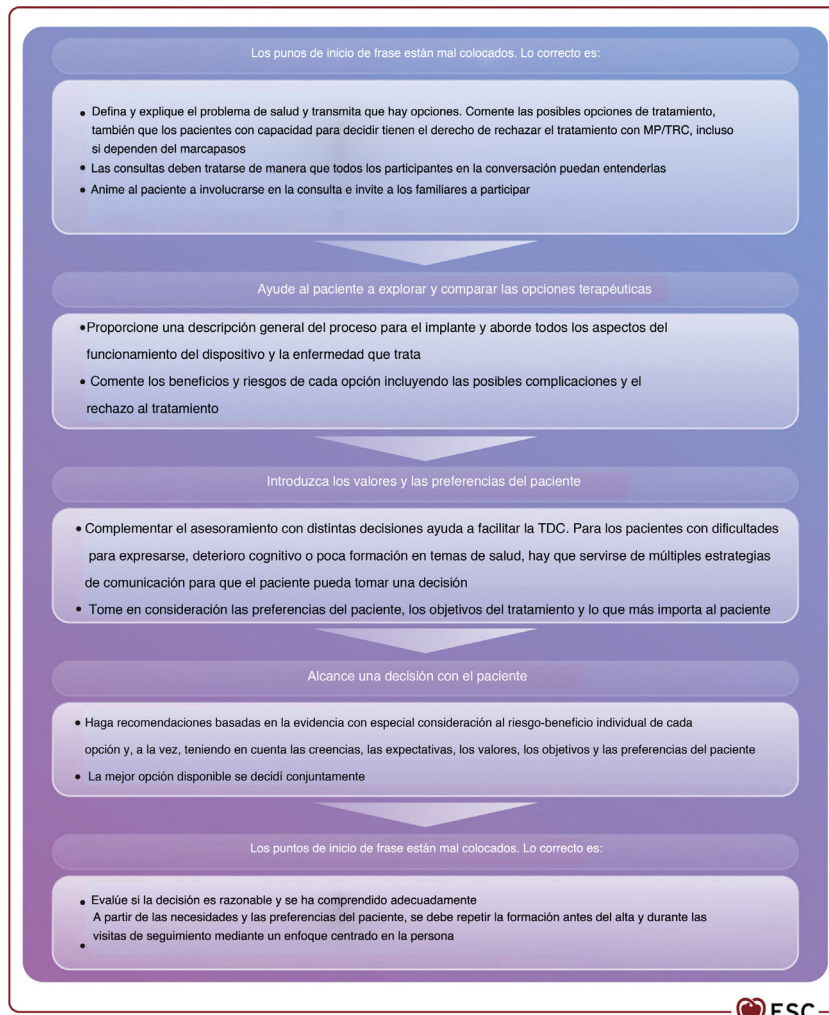 Los punos de inicio de frase están mal colocados. Lo correcto es:
• Defina y explique el problema de salud y transmita que hay opciones. Comente las posibles opciones de tratamiento,
también que los pacientes con capacidad para decidir tienen el derecho de rechazar el tratamiento con MP/TRC, incluso
si dependen del marcapasos
• Las consultas deben tratarse de manera que todos los participantes en la conversación puedan entenderlas
• Anime al paciente a involucrarse en la consulta e invite a los familiares a participar
Ayude al paciente a explorar y comparar las opciones terapéuticas
•Proporcione una descripción general del proceso para el implante y aborde todos los aspectos del
funcionamiento del dispositivo y la enfermedad que trata
• Comente los beneficios y riesgos de cada opción incluyendo las posibles complicaciones y el
rechazo al tratamiento
Introduzca los valores y las preferencias del paciente
• Complementar el asesoramiento con distintas decisiones ayuda a facilitar la TDC. Para los pacientes con dificultades
para expresarse, deterioro cognitivo o poca formación en temas de salud, hay que servirse de múltiples estrategias
de comunicación para que el paciente pueda tomar una decisión
• Tome en consideración las preferencias del paciente, los objetivos del tratamiento y lo que más importa al paciente
Alcance una decisión con el paciente
• Haga recomendaciones basadas en la evidencia con especial consideración al riesgo-beneficio individual de cada
opción y, a la vez, teniendo en cuenta las creencias, las expectativas, los valores, los objetivos y las preferencias del paciente
• La mejor opción disponible se decidí conjuntamente
Los puntos de inicio de frase están mal colocados. Lo correcto es:
• Evalúe si la decisión es razonable y se ha comprendido adecuadamente
A partir de las necesidades y las preferencias del paciente, se debe repetir la formación antes del alta y durante las
• visitas de seguimiento mediante un enfoque centrado en la persona
ESC